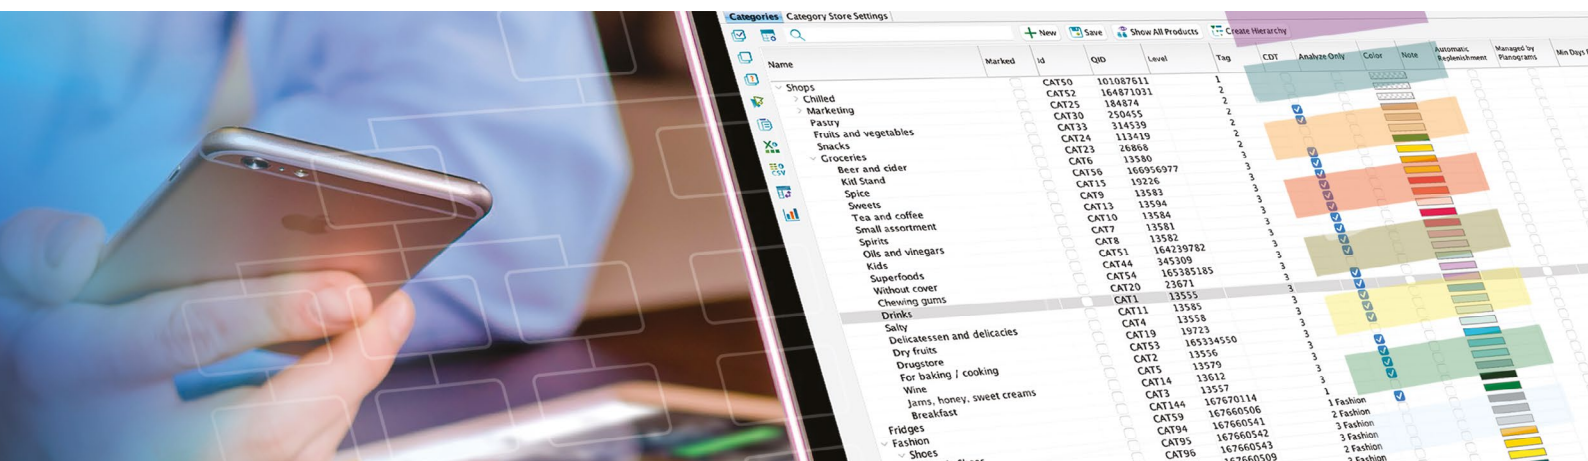 Categories Category Store Settings
New Save Show All Products Create Hierarchy
Name Marked Id QID Level Tag CDT Analyze Only Color Note Automatic Replenishment Managed by Planograms Min Days
Shops CAT50 101087611 1
Chilled CAT52 164871031 2
Marketing CAT25 184874 2
Pastry CAT30 250455 2
Fruits and vegetables CAT33 314539 2
Snacks CAT24 113419 2
Groceries CAT23 26868 2
Beer and cider CAT6 13580 3
Kitl Stand CAT56 166956977 3
Spice CAT15 19226 3
Sweets CAT9 13583 3
Tea and coffee CAT13 13594 3
Small assortment CAT10 13584 3
Spirits CAT7 13581 3
Oils and vinegars CAT8 13582 3
Kids CAT51 164239782 3
Superfoods CAT44 345309 3
Without cover CAT54 165385185 3
Chewing gums CAT20 23671 3
Drinks CAT1 13555 3
Salty CAT11 13585 3
Delicatessen and delicacies CAT4 13558 3
Dry fruits CAT19 19723 3
Drugstore CAT53 165334550 3
For baking / cooking CAT2 13556 3
Wine CAT5 13579 3
Jams, honey, sweet creams CAT14 13612 3
Breakfast CAT3 13557 3
Fridges CAT144 167670114 1
Fashion CAT59 167660506 1 Fashion
Shoes CAT94 167660541 2 Fashion
CAT95 167660542 3 Fashion
CAT96 167660543 3 Fashion
167660509 2 Fashion
3 Fashion